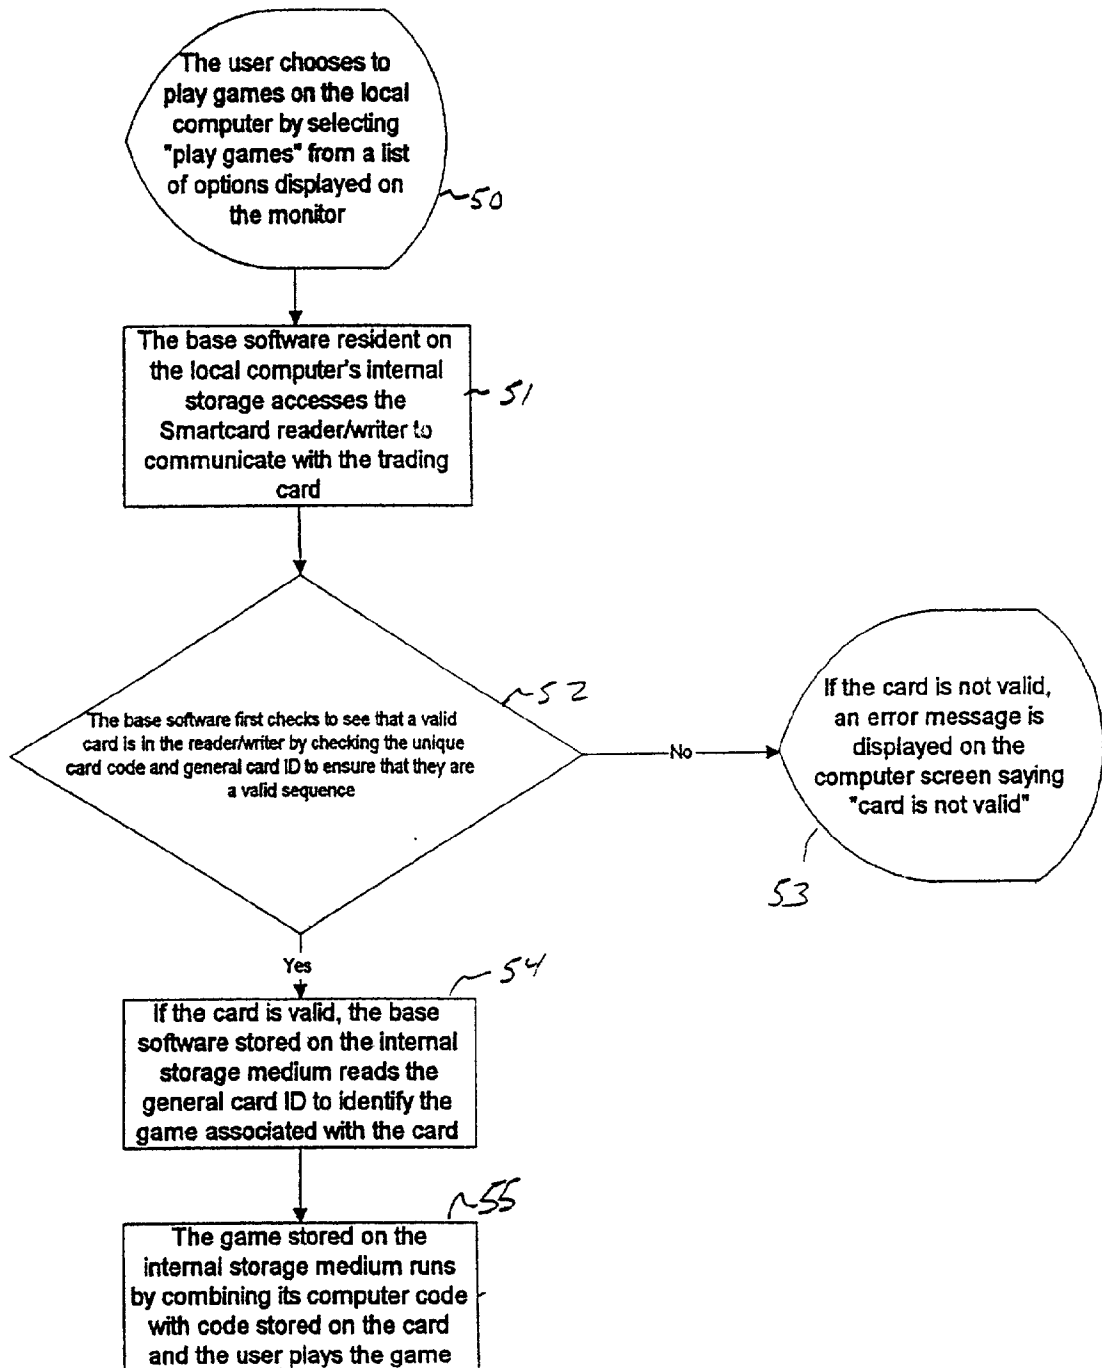 The user chooses to
play games on the local
computer by selecting
"play games" from a list
of options displayed on
the monitor
~50
The base software resident on
the local computer's internal
storage accesses the
Smartcard reader/writer to
communicate with the trading
card
~51
The base software first checks to see that a valid
card is in the reader/writer by checking the unique
card code and general card ID to ensure that they are
a valid sequence
~52
No
If the card is not valid,
an error message is
displayed on the
computer screen saying
"card is not valid"
53
Yes
~54
If the card is valid, the base
software stored on the internal
storage medium reads the
general card ID to identify the
game associated with the card
~55
The game stored on the
internal storage medium runs
by combining its computer code
with code stored on the card
and the user plays the game